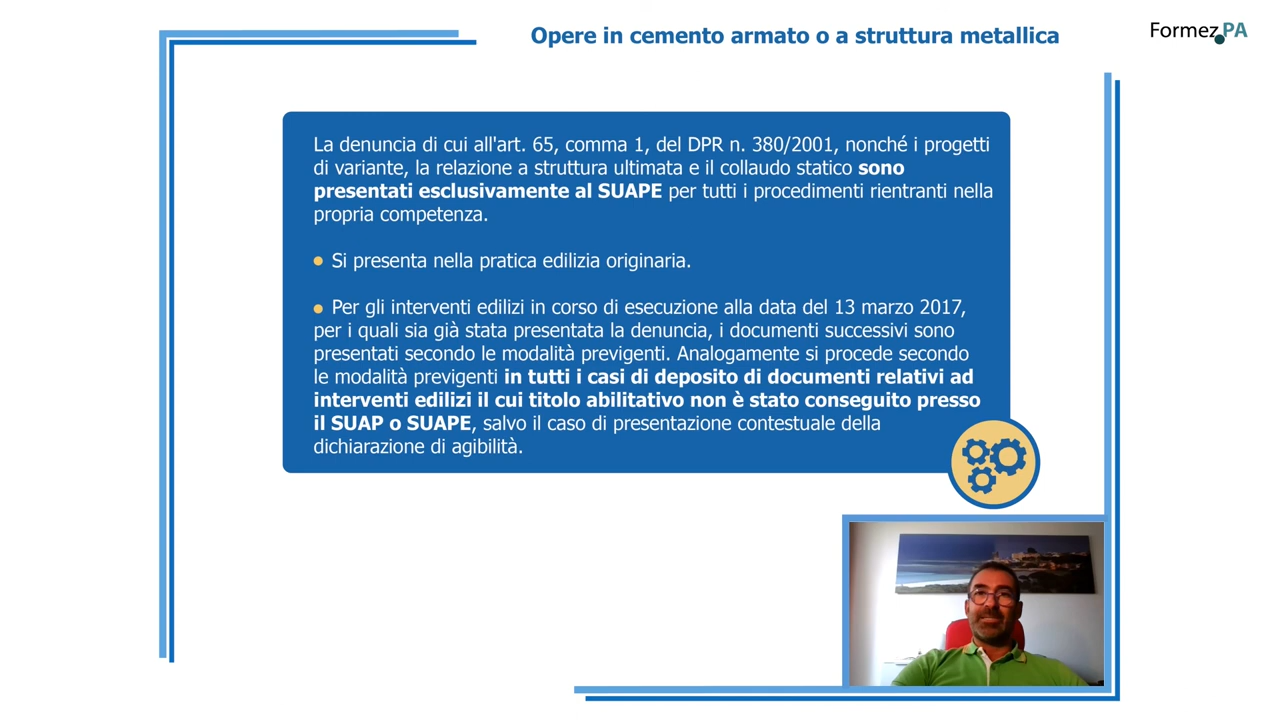 Opere in cemento armato o a struttura metallica
Formez.PA
La denuncia di cui all'art. 65, comma 1, del DPR n. 380/2001, nonché i progetti
di variante, la relazione a struttura ultimata e il collaudo statico sono
presentati esclusivamente al SUAPE per tutti i procedimenti rientranti nella
propria competenza.
Si presenta nella pratica edilizia originaria.
Per gli interventi edilizi in corso di esecuzione alla data del 13 marzo 2017,
per i quali sia già stata presentata la denuncia, i documenti successivi sono
presentati secondo le modalità previgenti. Analogamente si procede secondo
le modalità previgenti in tutti i casi di deposito di documenti relativi ad
interventi edilizi il cui titolo abilitativo non è stato conseguito presso
il SUAP o SUAPE, salvo il caso di presentazione contestuale della
dichiarazione di agibilità.